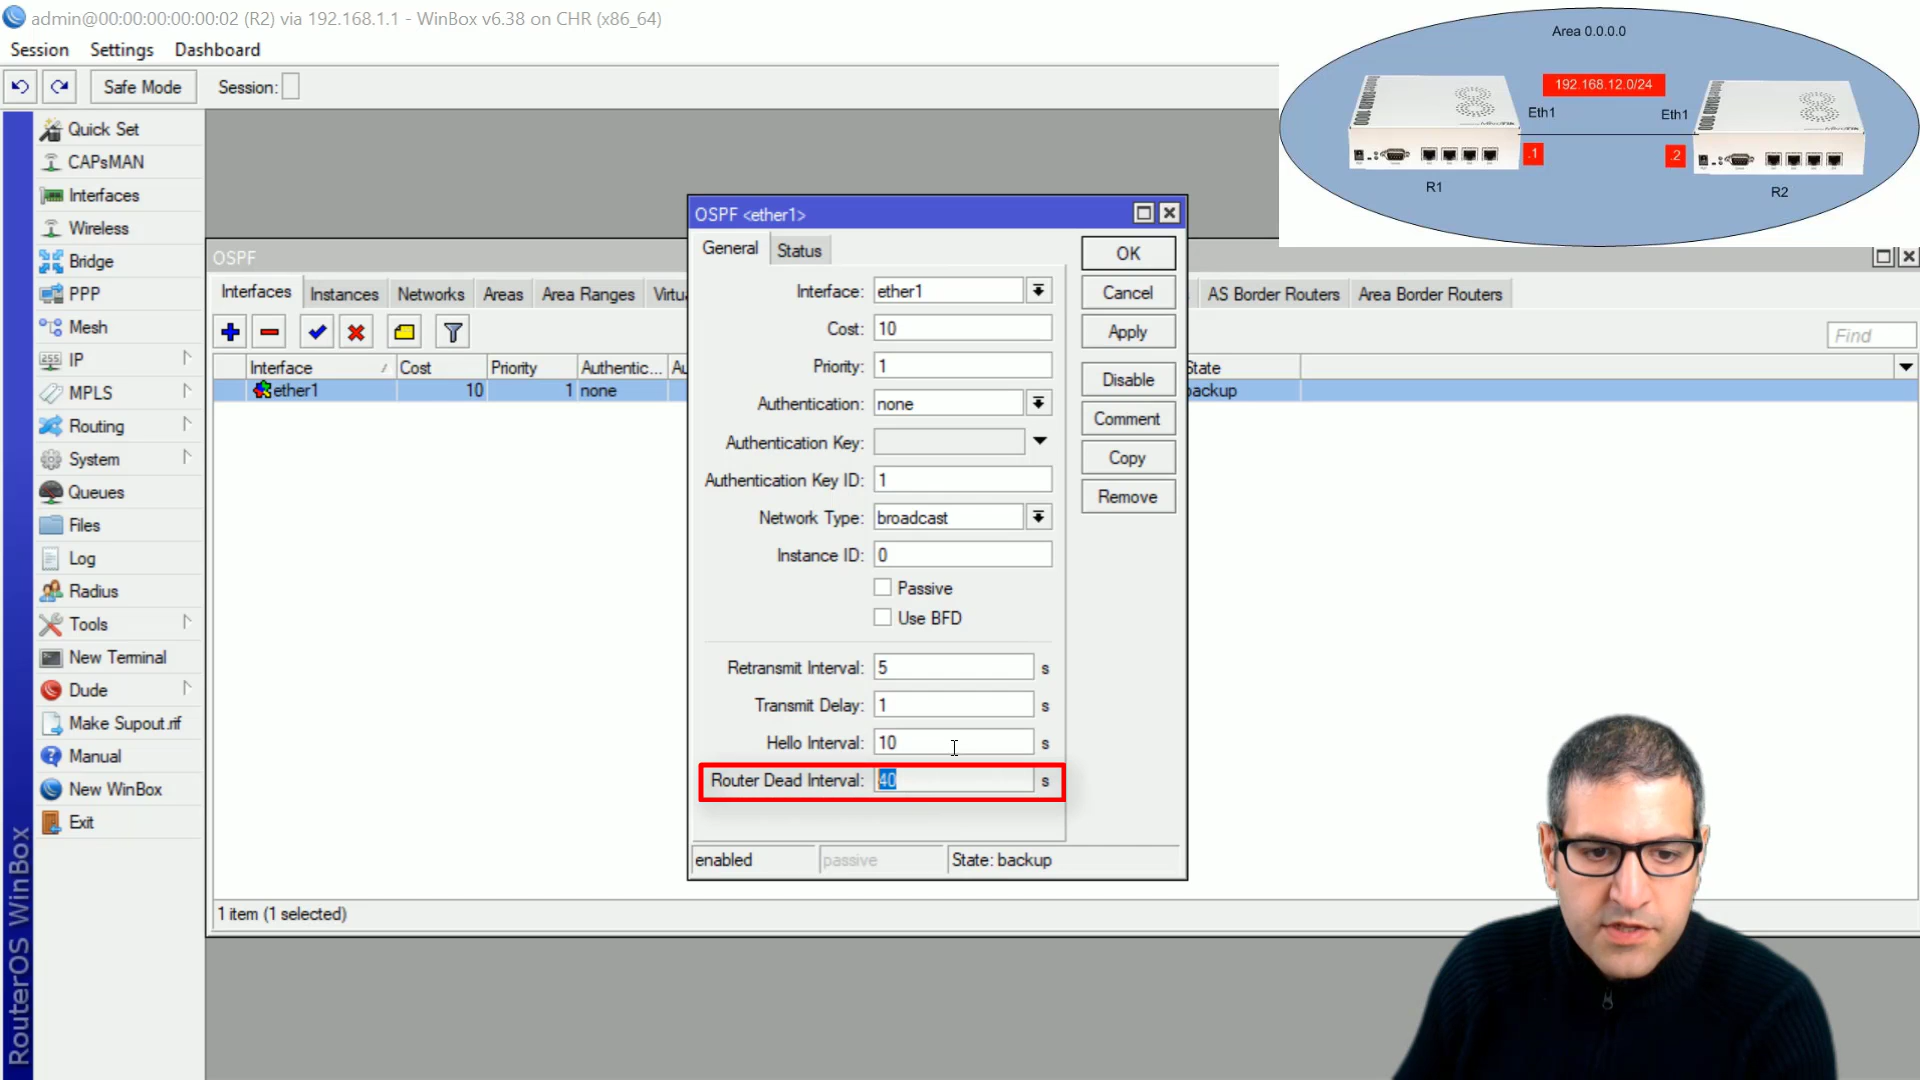 admin@00:00:00:00:00:02 (R2) via 192.168.1.1 - WinBox v6.38 on CHR (x86_64)
Session Settings Dashboard
Safe Mode Session:
Area 0.0.0.0
192.168.12.0/24
Eth1
Eth1
.1
.2
R1
R2
RouterOS WinBox
Quick Set
CAPsMAN
Interfaces
Wireless
Bridge
PPP
Mesh
IP
MPLS
Routing
System
Queues
Files
Log
Radius
Tools
New Terminal
Dude
Make Supout.rif
Manual
New WinBox
Exit
OSPF
Interfaces Instances Networks Areas Area Ranges Virtu AS Border Routers Area Border Routers
Find
Interface Cost Priority Authentic... Au State
ether1 10 1 none backup
1 item (1 selected)
OSPF <ether1>
General Status
Interface: ether1
Cost: 10
Priority: 1
Authentication: none
Authentication Key:
Authentication Key ID: 1
Network Type: broadcast
Instance ID: 0
Passive
Use BFD
Retransmit Interval: 5 s
Transmit Delay: 1 s
Hello Interval: 10 s
Router Dead Interval: 40 s
enabled passive State: backup
OK
Cancel
Apply
Disable
Comment
Copy
Remove